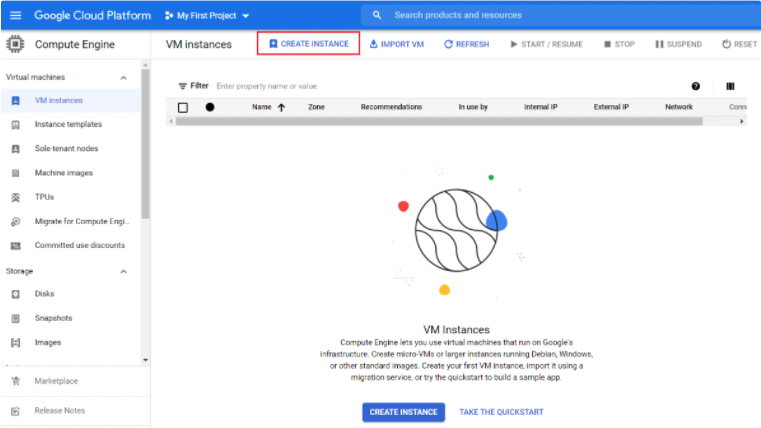 Google Cloud Platform My First Project Search products and resources
Compute Engine VM instances CREATE INSTANCE IMPORT VM REFRESH START / RESUME STOP SUSPEND RESET
Virtual machines
VM instances
Instance templates
Sole-tenant nodes
Machine images
TPUs
Migrate for Compute Engi...
Committed use discounts
Storage
Disks
Snapshots
Images
Marketplace
Release Notes
Filter Enter property name or value
Name Zone Recommendations In use by Internal IP External IP Network Conne
VM Instances
Compute Engine lets you use virtual machines that run on Google's
infrastructure. Create micro-VMs or larger instances running Debian, Windows,
or other standard images. Create your first VM instance, import it using a
migration service, or try the quickstart to build a sample app.
CREATE INSTANCE TAKE THE QUICKSTART